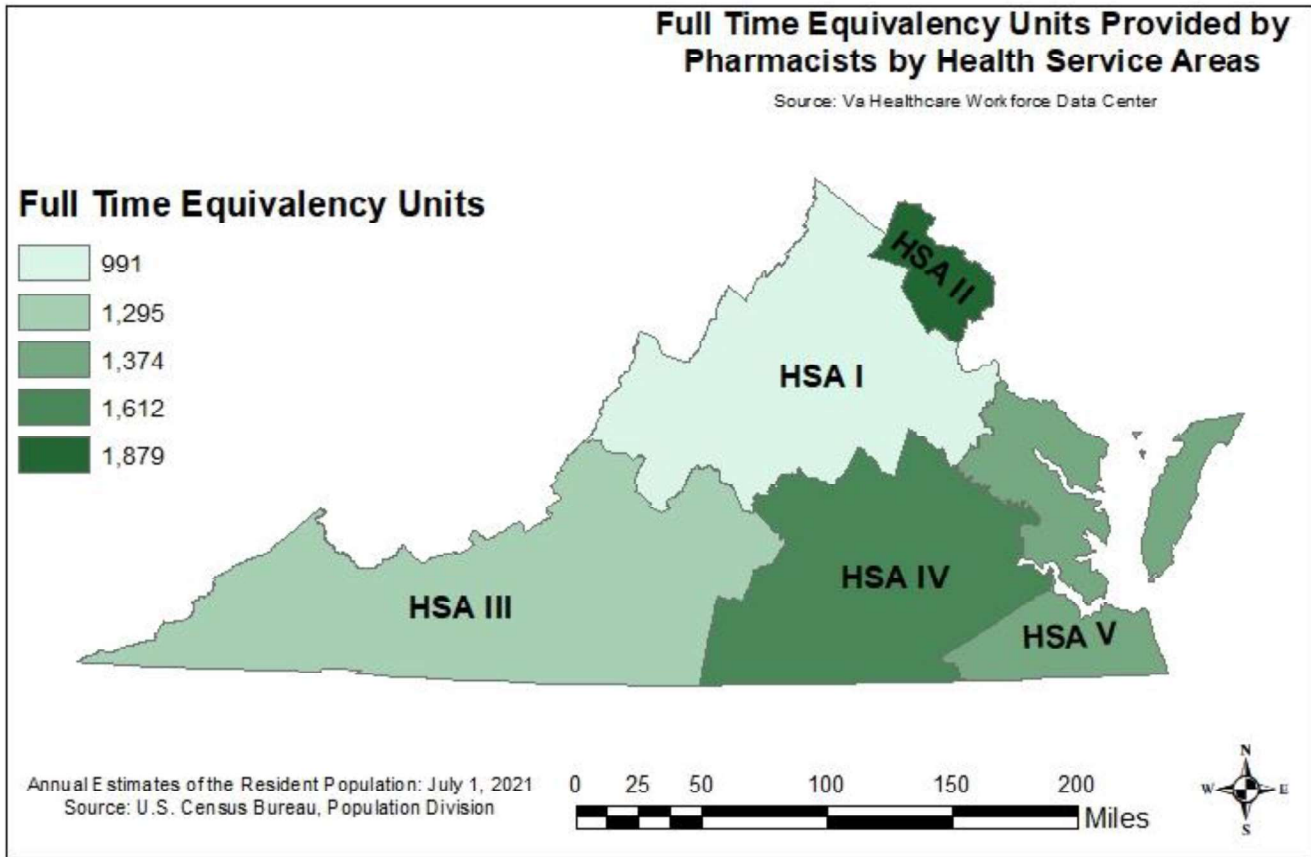 Full Time Equivalency Units Provided by
Pharmacists by Health Service Areas
Source: Va Healthcare Workforce Data Center
Full Time Equivalency Units
991
1,295
1,374
1,612
1,879
HSA II
HSA I
HSA III
HSA IV
HSA V
Annual Estimates of the Resident Population: July 1, 2021
Source: U.S. Census Bureau, Population Division
0 25 50 100 150 200
Miles
N
W E
S